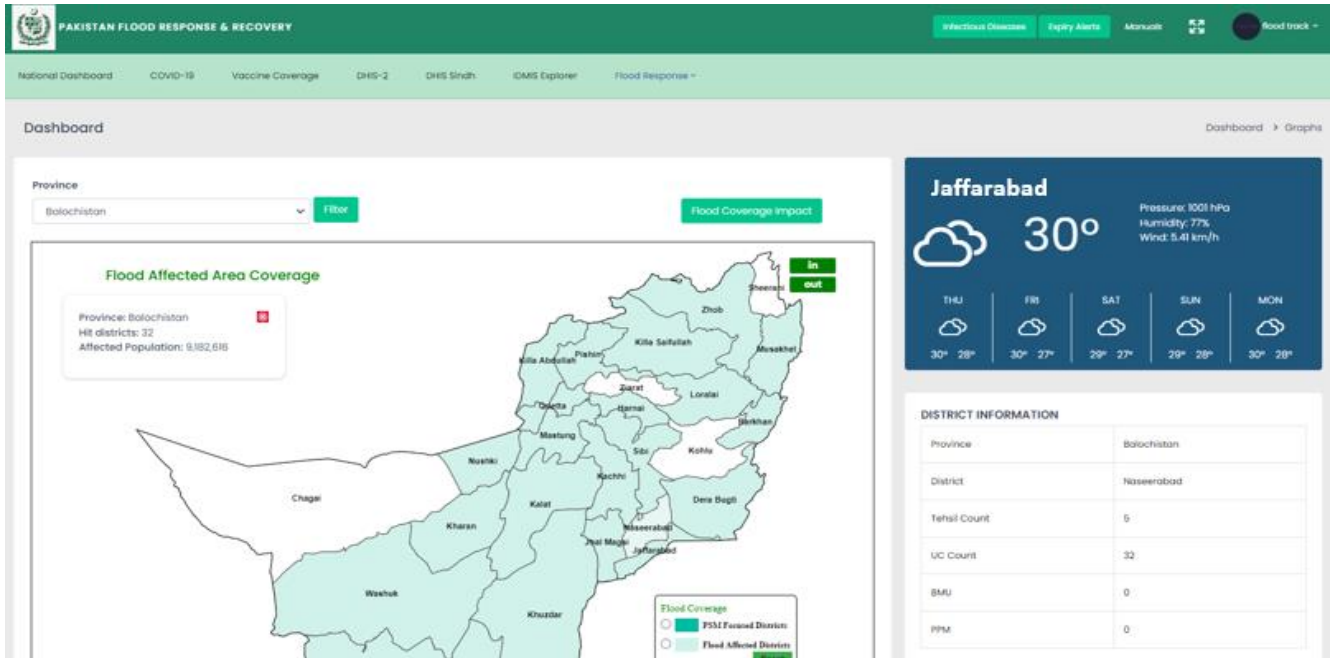 PAKISTAN FLOOD RESPONSE & RECOVERY
Infectious Diseases Expiry Alerts Manuals flood track
National Dashboard COVID-19 Vaccine Coverage DHIS-2 DHIS Sindh IDMIS Explorer Flood Response
Dashboard
Dashboard > Graphs
Province
Balochistan Filter
Flood Coverage Impact
Flood Affected Area Coverage
Province: Balochistan
Hit districts: 32
Affected Population: 9,182,616
in
out
Sheerani
Zhob
Killa Saifullah
Musakhel
Killa Abdullah
Pishin
Ziarat
Loralai
Quetta
Harnai
Barkhan
Mastung
Sibi
Kohlu
Nushki
Kachhi
Chagai
Kalat
Dera Bugti
Kharan
Naseerabad
Jhal Magsi
Jaffarabad
Washuk
Khuzdar
Flood Coverage
PSM Focused Districts
Flood Affected Districts
Jaffarabad
30°
Pressure: 1001 hPa
Humidity: 77%
Wind: 5.41 km/h
THU FRI SAT SUN MON
30° 28° 30° 27° 29° 27° 29° 28° 30° 28°
DISTRICT INFORMATION
Province Balochistan
District Naseerabad
Tehsil Count 5
UC Count 32
BMU 0
PPM 0